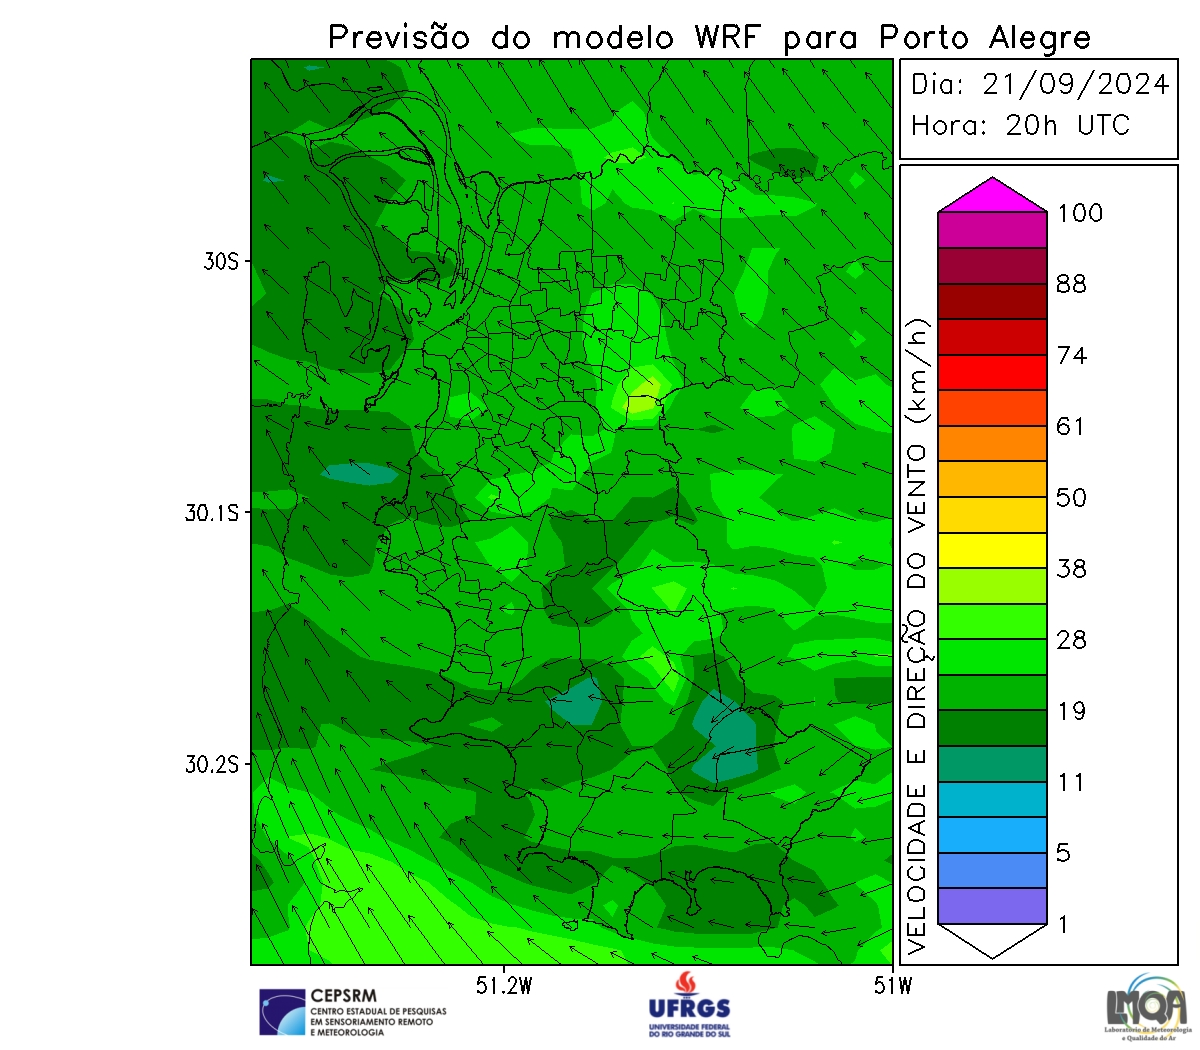 Previsão do modelo WRF para Porto Alegre
Dia: 21/09/2024
Hora: 20h UTC
100
88
74
61
50
38
28
19
11
5
1
VELOCIDADE E DIREÇÃO DO VENTO (km/h)
30S
30.1S
30.2S
51.2W
51W
CEPSRM
CENTRO ESTADUAL DE PESQUISAS
EM SENSORIAMENTO REMOTO
E METEOROLOGIA
UFRGS
UNIVERSIDADE FEDERAL
DO RIO GRANDE DO SUL
LMQA
Laboratório de Meteorologia
e Qualidade do Ar